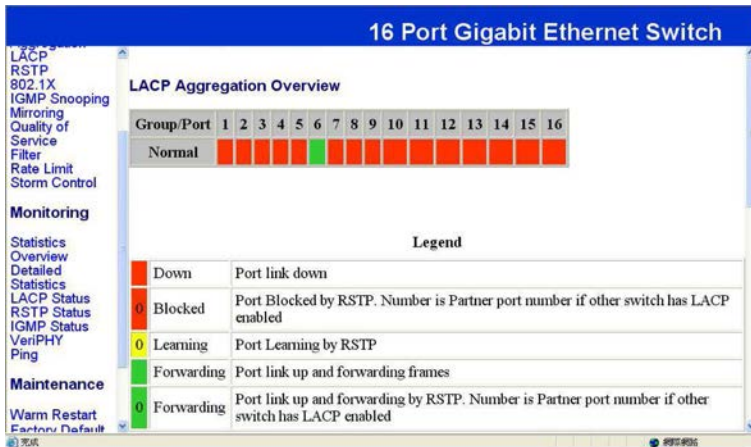 16 Port Gigabit Ethernet Switch
LACP
RSTP
802.1X
IGMP Snooping
Mirroring
Quality of
Service
Filter
Rate Limit
Storm Control
Monitoring
Statistics
Overview
Detailed
Statistics
LACP Status
RSTP Status
IGMP Status
VeriPHY
Ping
Maintenance
Warm Restart
Factory Default
LACP Aggregation Overview
Group/Port 1 2 3 4 5 6 7 8 9 10 11 12 13 14 15 16
Normal
Legend
Down Port link down
0 Blocked Port Blocked by RSTP. Number is Partner port number if other switch has LACP
enabled
0 Learning Port Learning by RSTP
Forwarding Port link up and forwarding frames
0 Forwarding Port link up and forwarding by RSTP. Number is Partner port number if other
switch has LACP enabled
完成